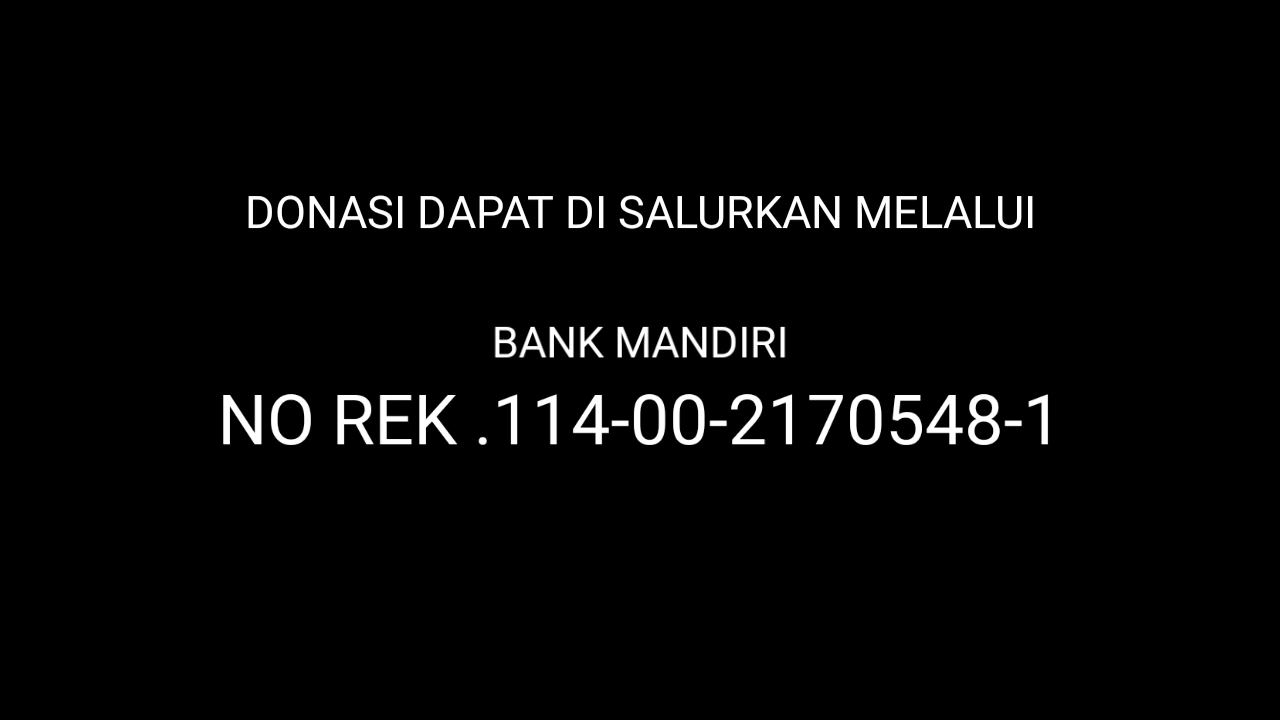 DONASI DAPAT DI SALURKAN MELALUI
BANK MANDIRI
NO REK .114-00-2170548-1